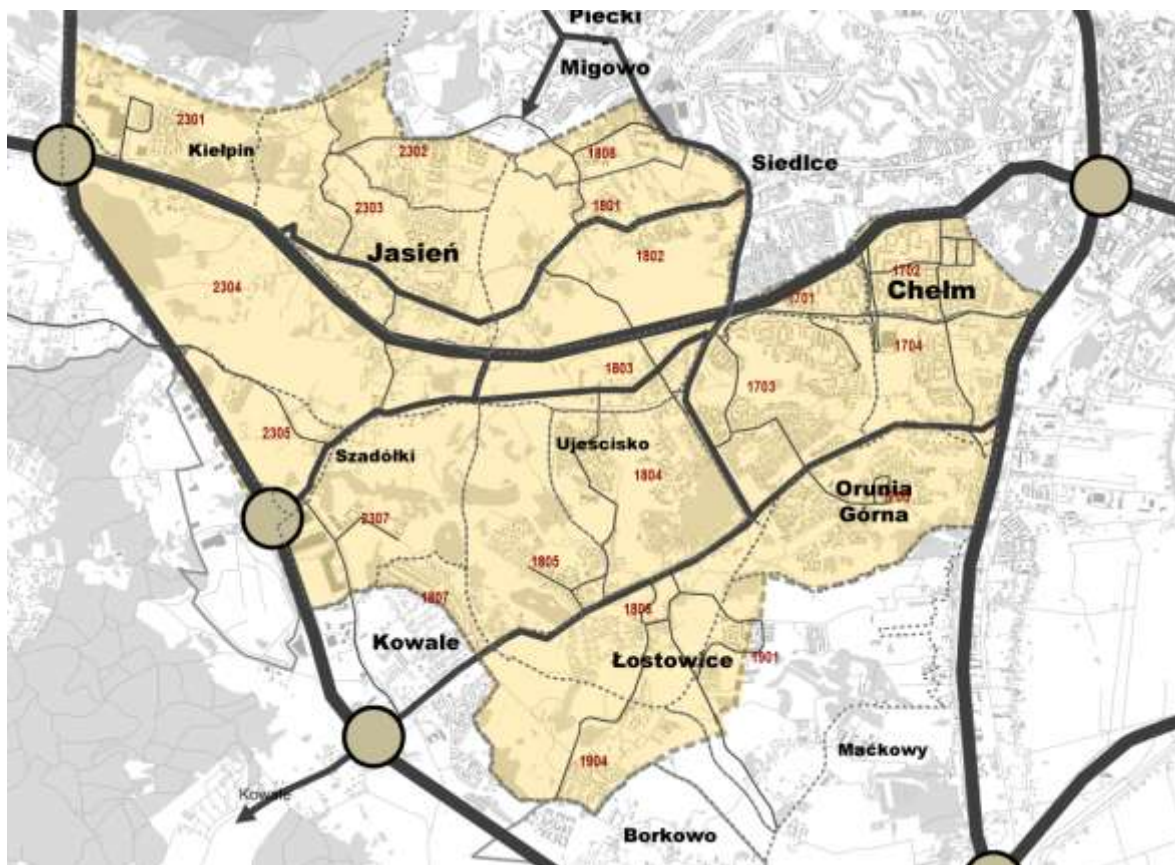 Piecki
Migowo
2301
Kiełpin
2302
1808
Siedlce
2303
1801
Jasień
1802
1702
Chełm
2304
1701
1704
1803
1703
2305
Szadółki
Ujeścisko
1804
Orunia
Górna
2307
1805
1807
1806
Kowale
Łostowice
1901
Maćkowy
1904
Kowale
Borkowo